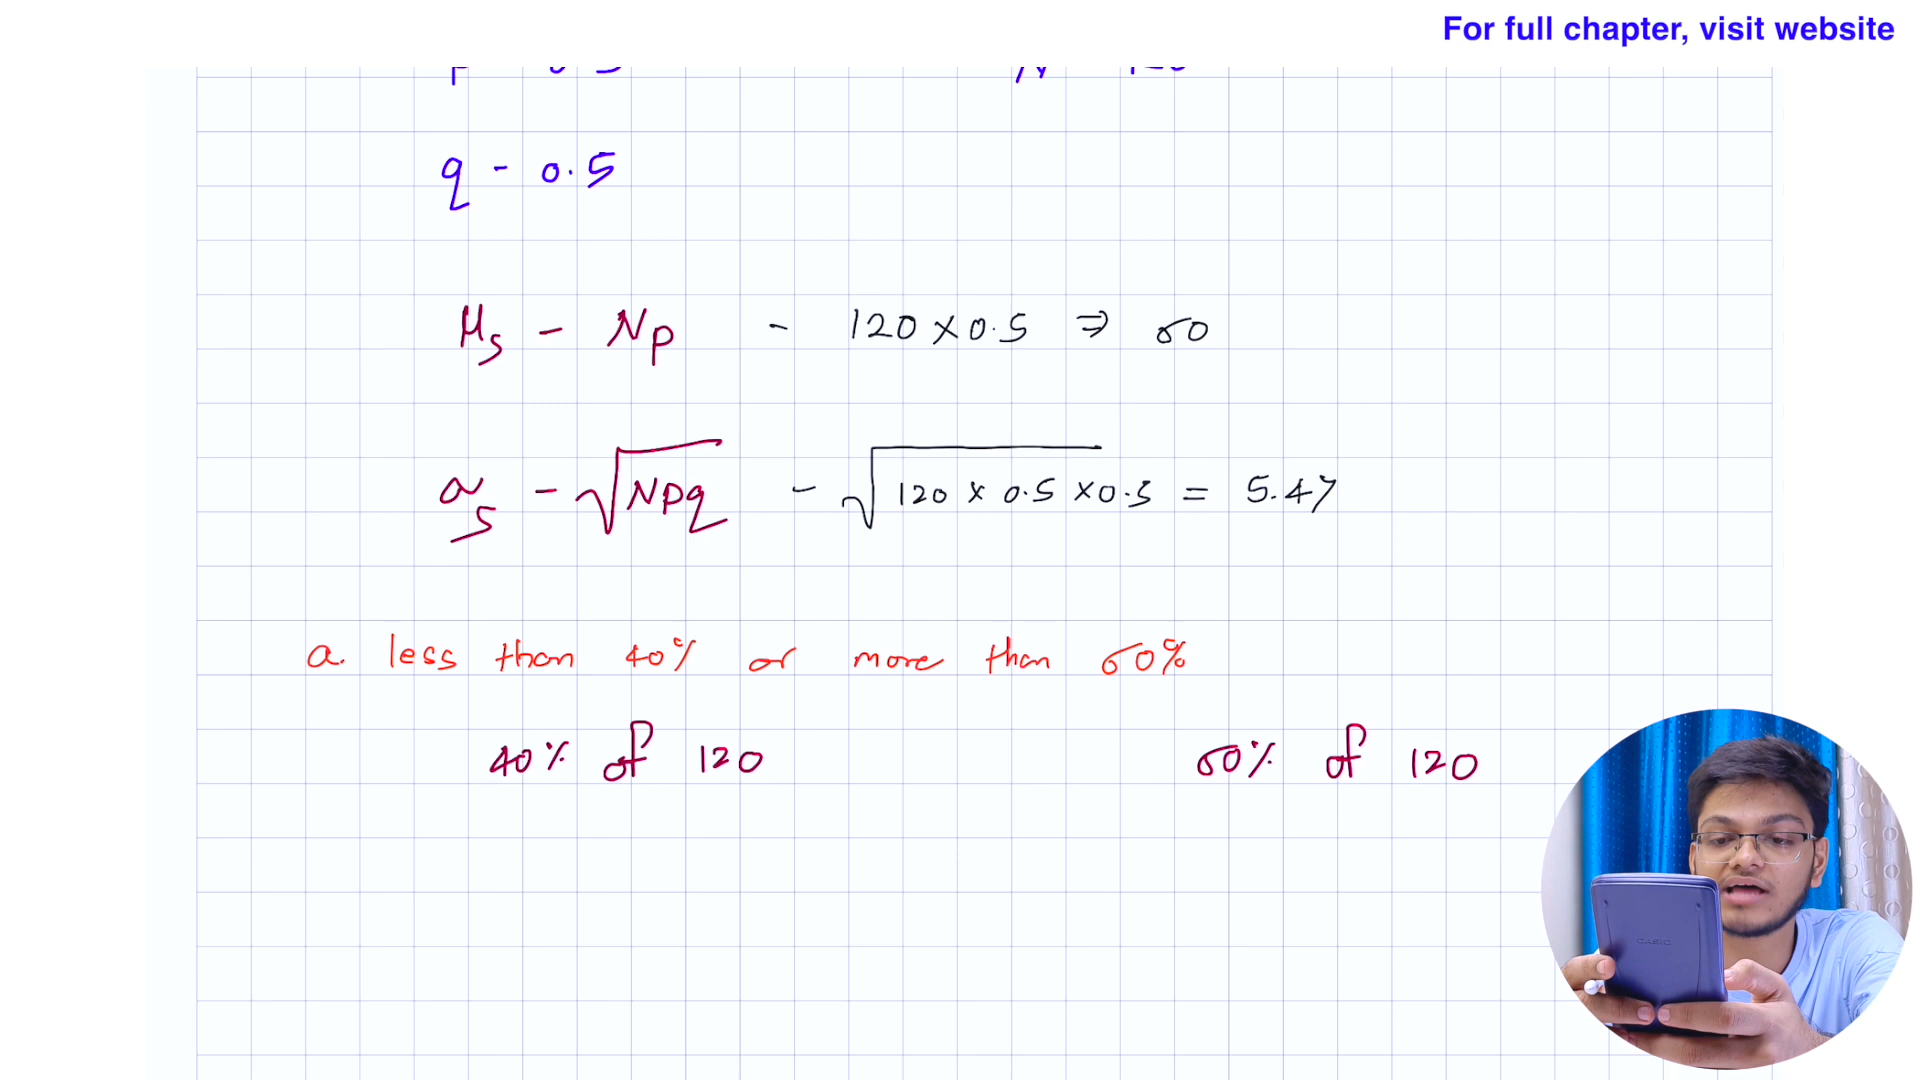 For full chapter, visit website
q - 0.5
μs - Np - 120 × 0.5 ⇒ 60
σs - √Npq - √120 × 0.5 × 0.5 = 5.47
a. less than 40% or more than 60%
40% of 120 60% of 120
CASIO